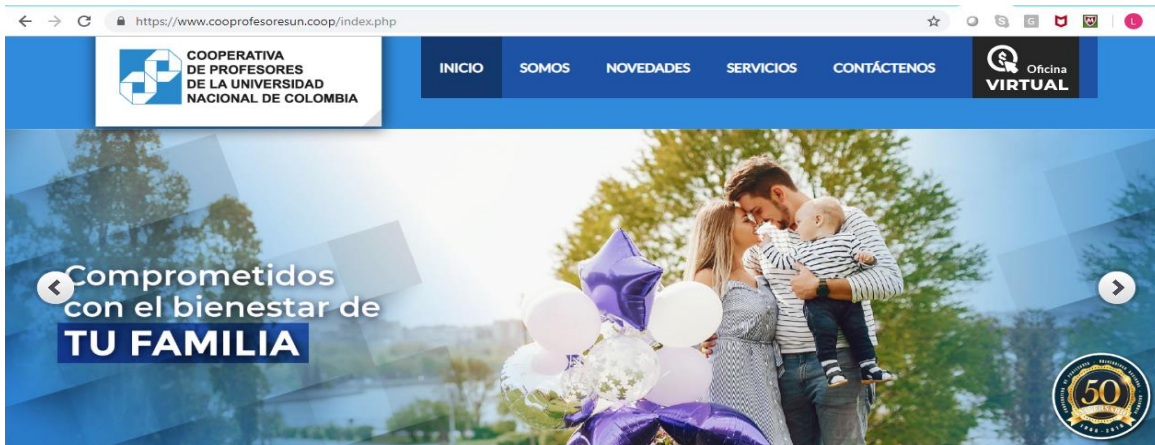 https://www.cooprofesoresun.coop/index.php
G
L
COOPERATIVA
DE PROFESORES
DE LA UNIVERSIDAD
NACIONAL DE COLOMBIA
INICIO SOMOS NOVEDADES SERVICIOS CONTÁCTENOS
Oficina
VIRTUAL
Comprometidos
con el bienestar de
TU FAMILIA
50